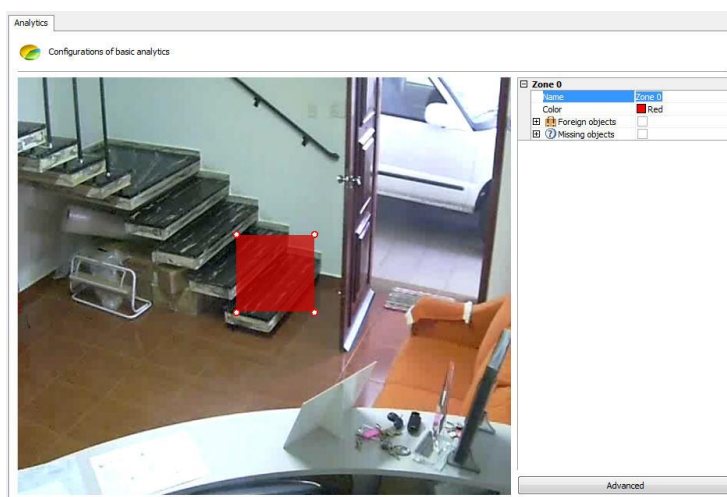 Analytics
Configurations of basic analytics
Zone 0
Name Zone 0
Color Red
Foreign objects
Missing objects
Advanced